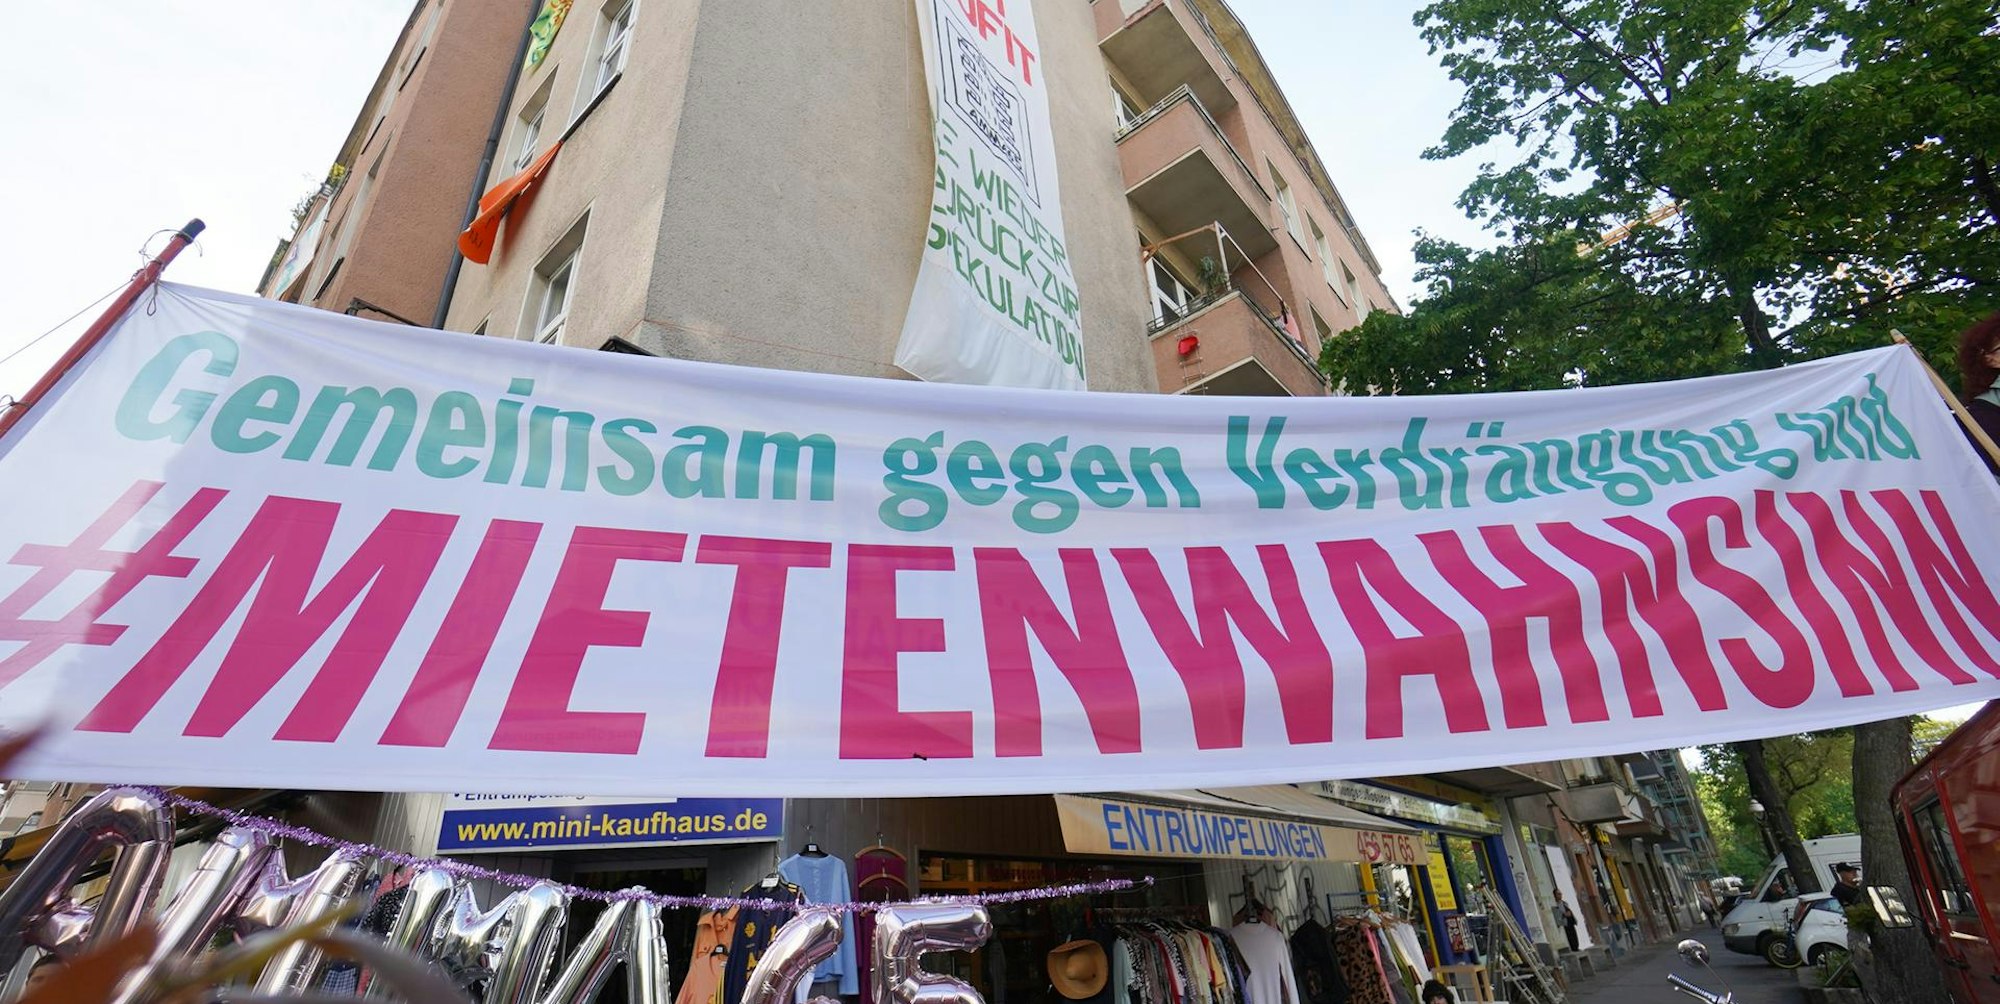 WIEDER
ZURÜCK ZUR
SPEKULATION
Gemeinsam gegen Verdrängung und
#MIETENWAHNSINN
www.mini-kaufhaus.de
ENTRÜMPELUNGEN